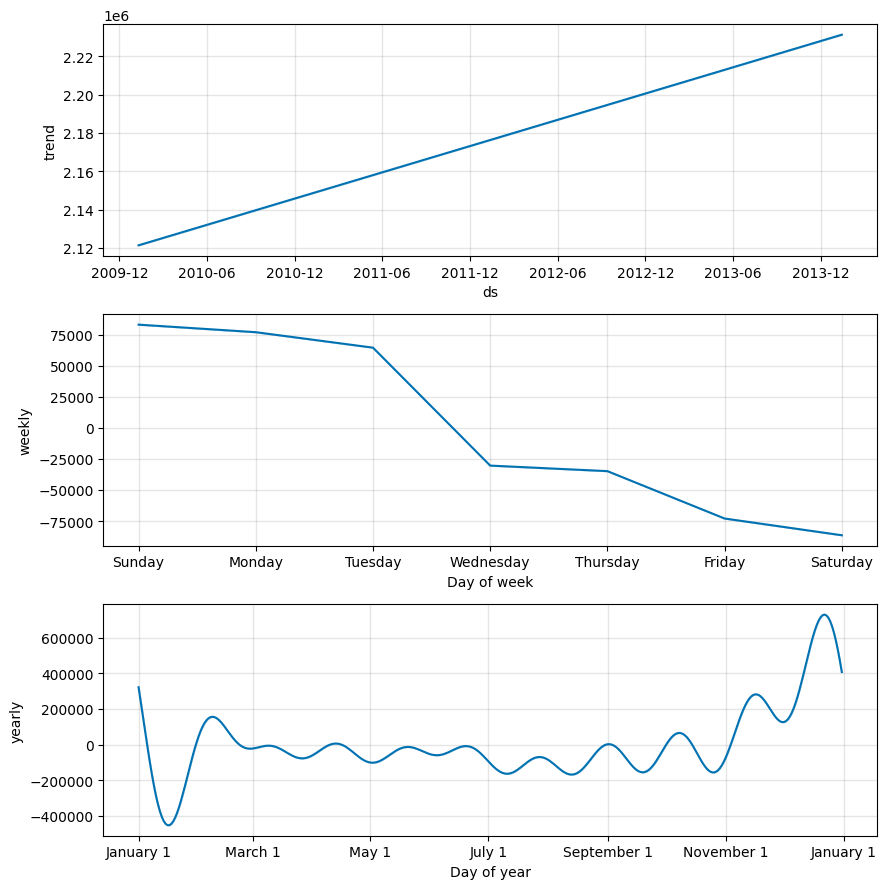 1e6
2.22
2.20
2.18
2.16
2.14
2.12
trend
2009-12 2010-06 2010-12 2011-06 2011-12 2012-06 2012-12 2013-06 2013-12
ds
75000
50000
25000
0
−25000
−50000
−75000
weekly
Sunday Monday Tuesday Wednesday Thursday Friday Saturday
Day of week
600000
400000
200000
0
−200000
−400000
yearly
January 1 March 1 May 1 July 1 September 1 November 1 January 1
Day of year